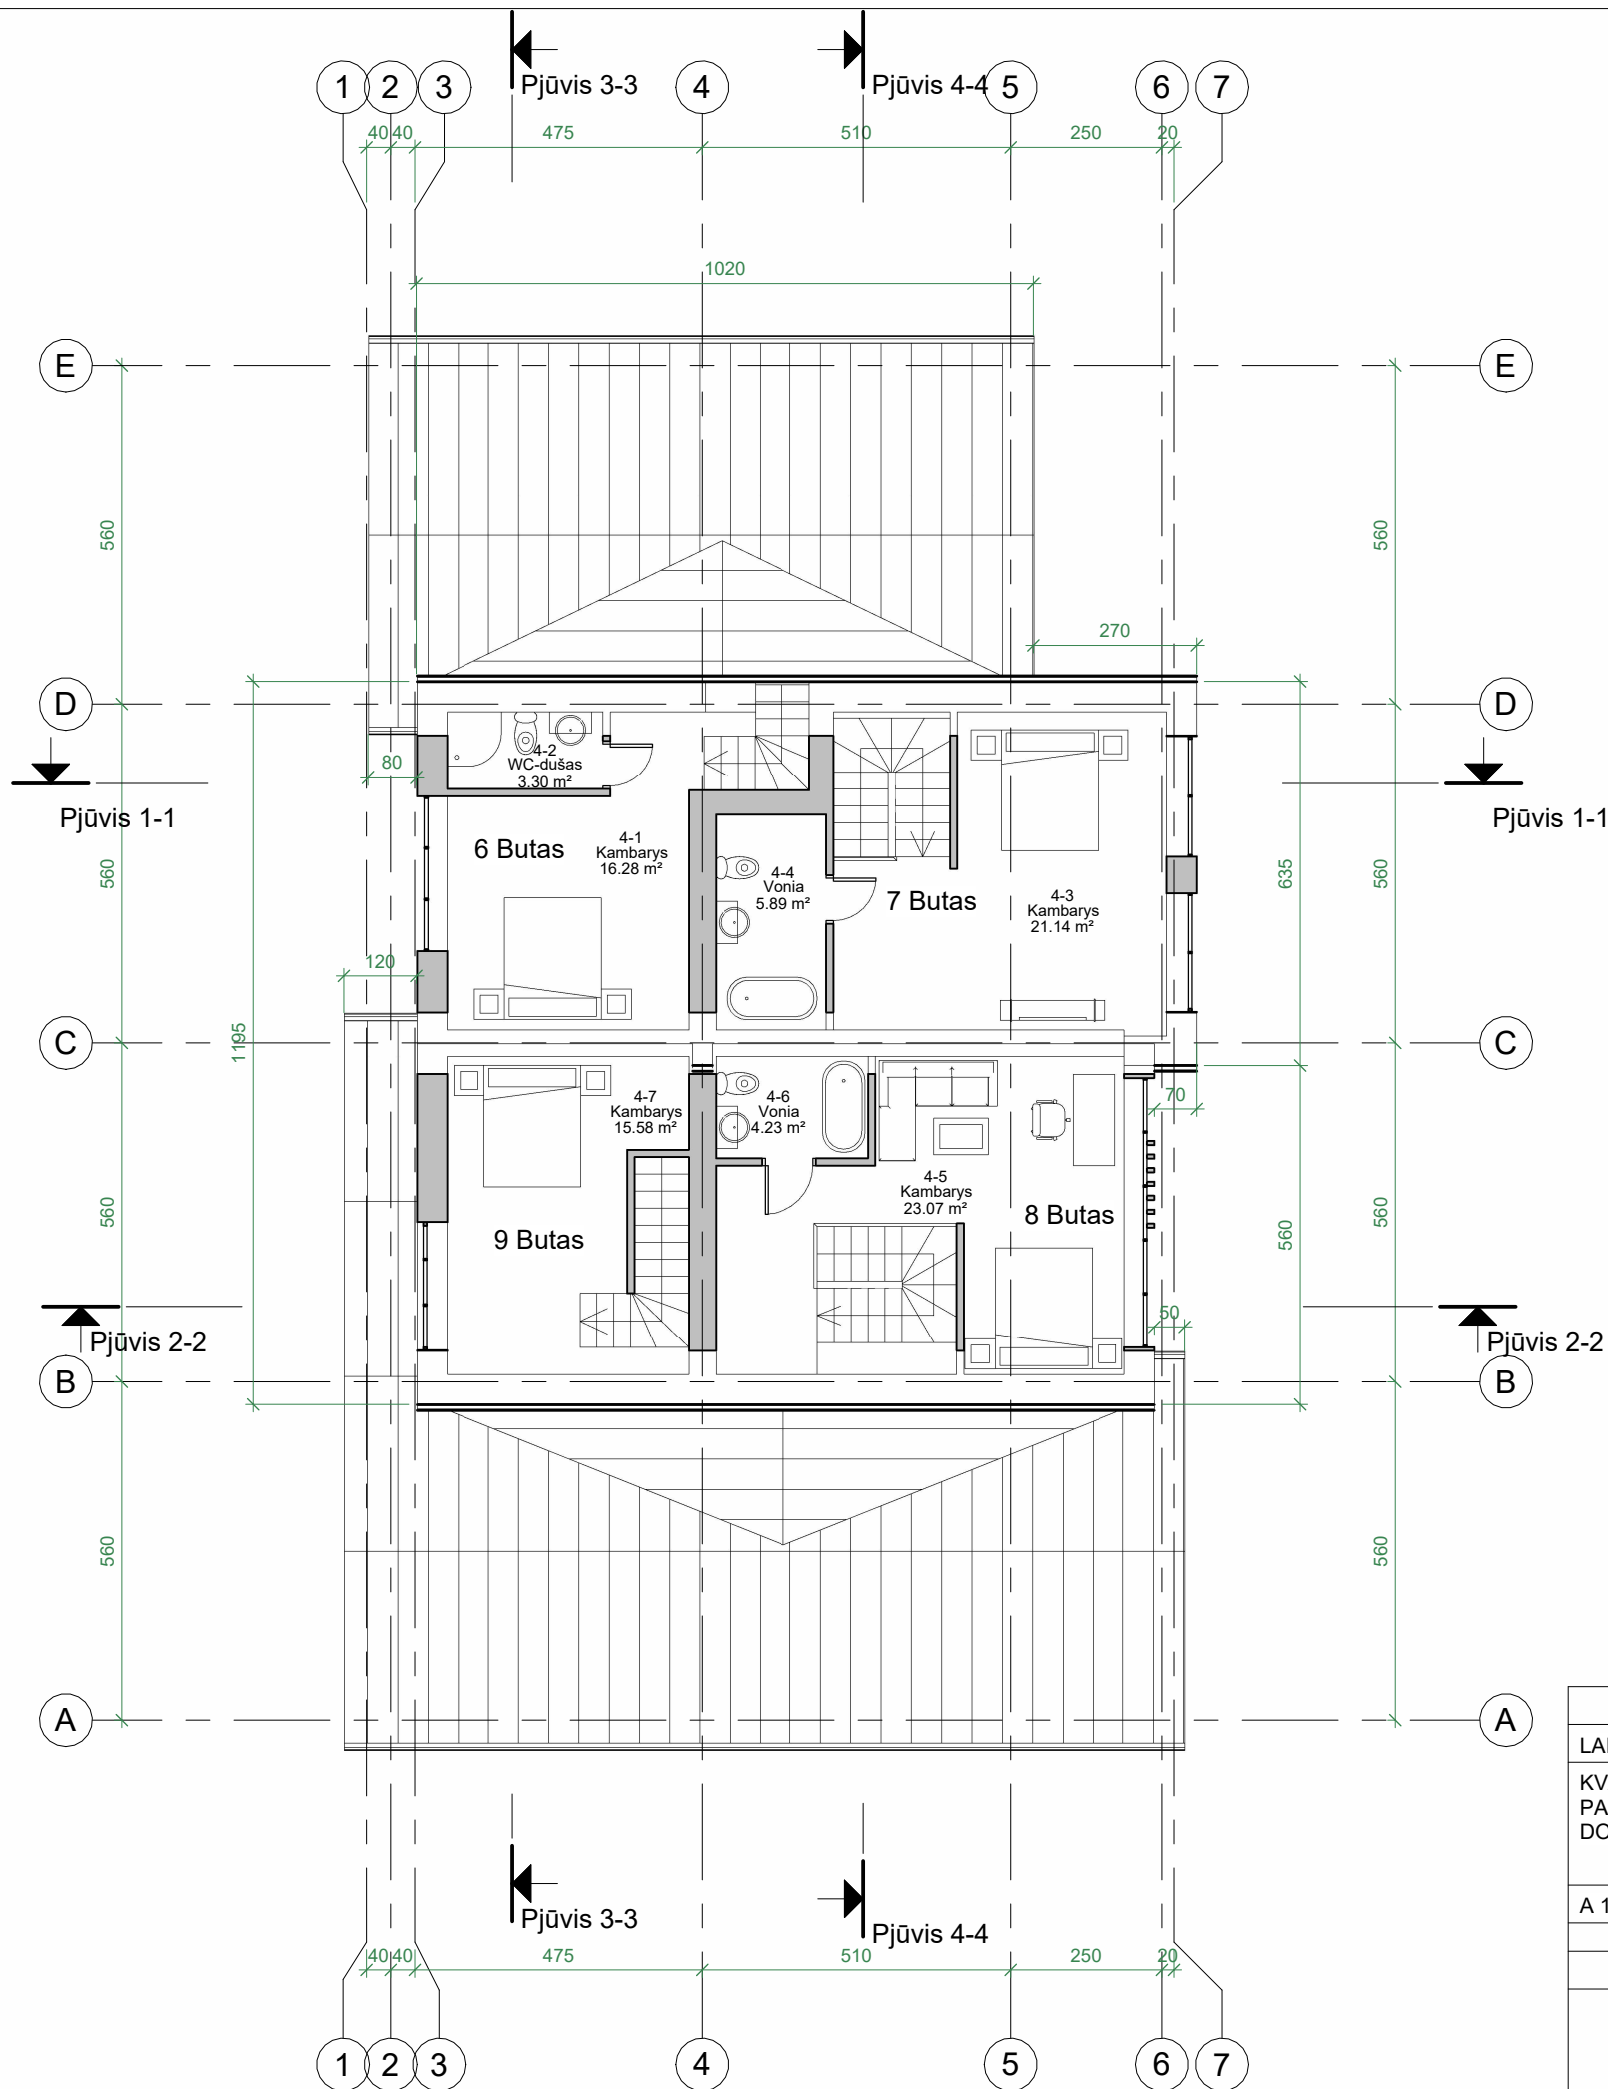 Pjūvis 3-3
Pjūvis 4-4
1 2 3 4 5 6 7
40 40 475 510 250 20
1020
E E
560 560
270
D D
4-2
WC-dušas
3.30 m²
80
Pjūvis 1-1
Pjūvis 1-1
6 Butas
4-1
Kambarys
16.28 m²
4-4
Vonia
5.89 m²
7 Butas
4-3
Kambarys
21.14 m²
560 635 560
120
1195
C C
4-7
Kambarys
15.58 m²
4-6
Vonia
4.23 m²
70
4-5
Kambarys
23.07 m²
8 Butas
9 Butas
560 560 560
50
Pjūvis 2-2
Pjūvis 2-2
B B
560 560
A A
LA
KV
PA
DO
A 1
Pjūvis 3-3
Pjūvis 4-4
40 40 475 510 250 20
1 2 3 4 5 6 7